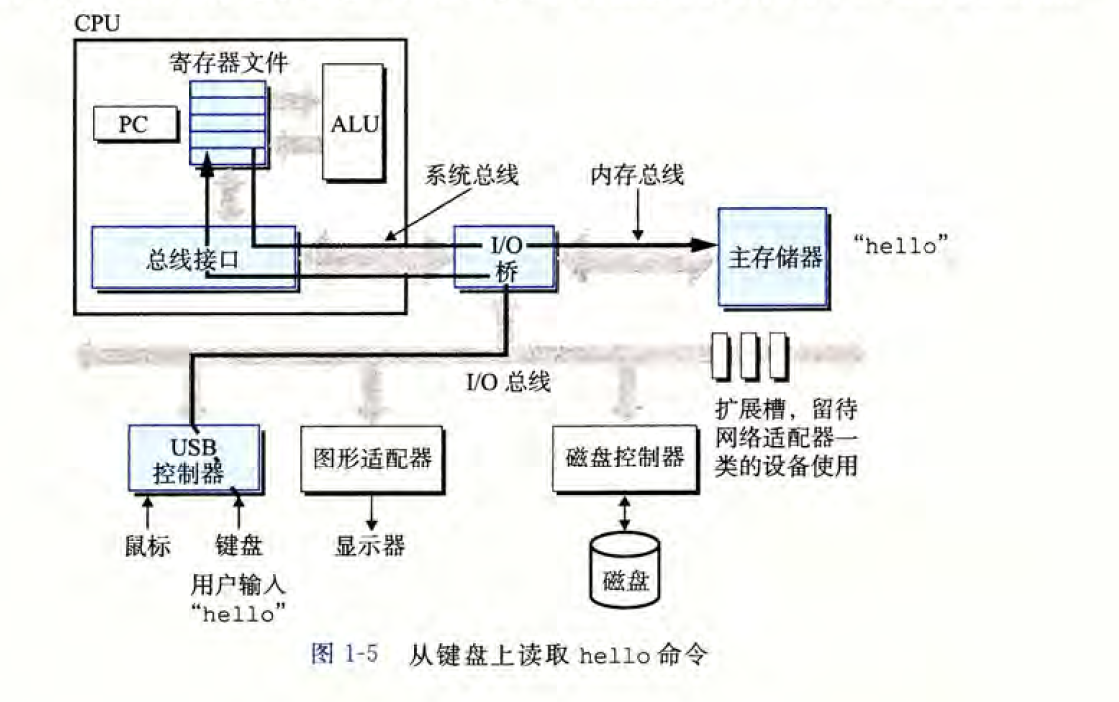 CPU
寄存器文件
PC
ALU
系统总线
内存总线
总线接口
I/O
桥
主存储器
“hello”
I/O 总线
扩展槽，留待
网络适配器一
类的设备使用
USB
控制器
图形适配器
磁盘控制器
鼠标
键盘
显示器
磁盘
用户输入
“hello”
图 1-5 从键盘上读取 hello 命令